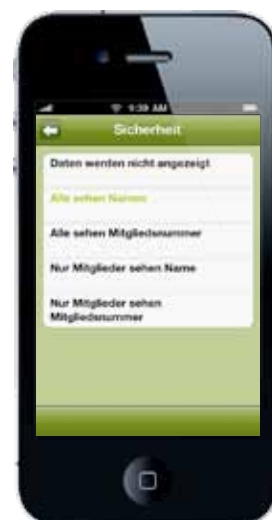 9:39 AM
Sicherheit
Daten werden nicht angezeigt
Alle sehen Namen
Alle sehen Mitgliedsnummer
Nur Mitglieder sehen Name
Nur Mitglieder sehen
Mitgliedsnummer